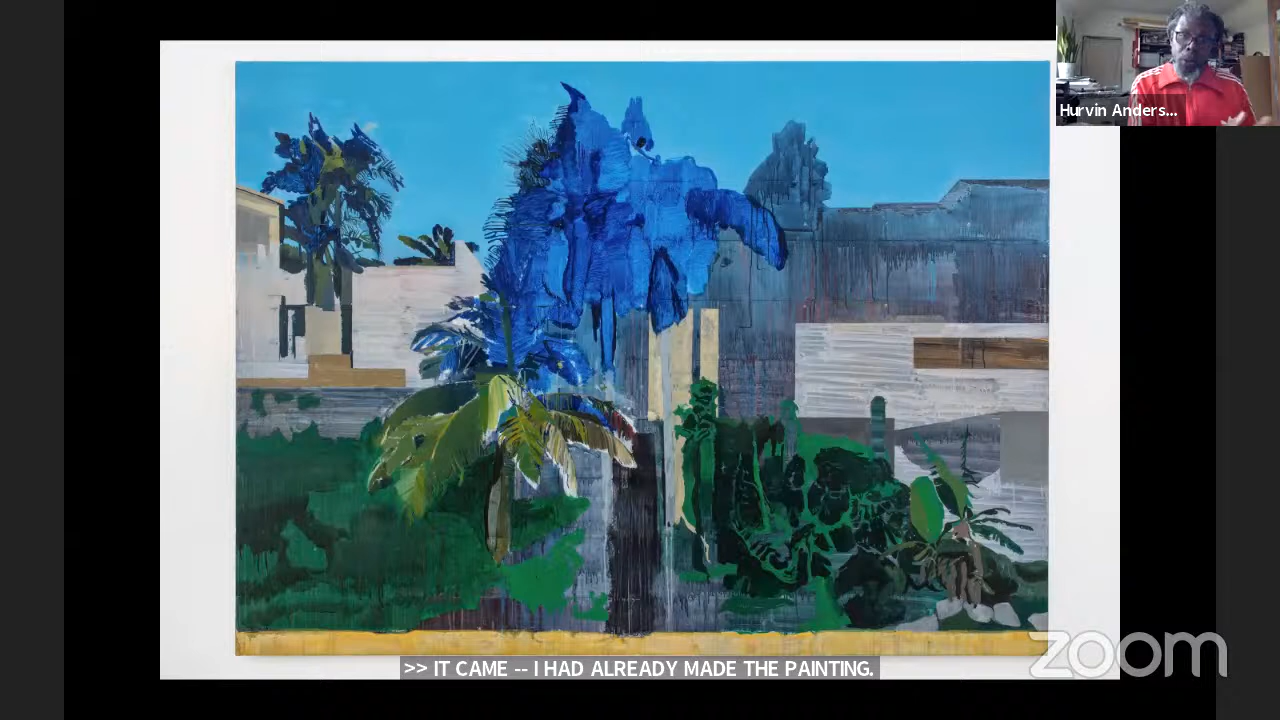 Hurvin Anders...
>> IT CAME -- I HAD ALREADY MADE THE PAINTING.
zoom